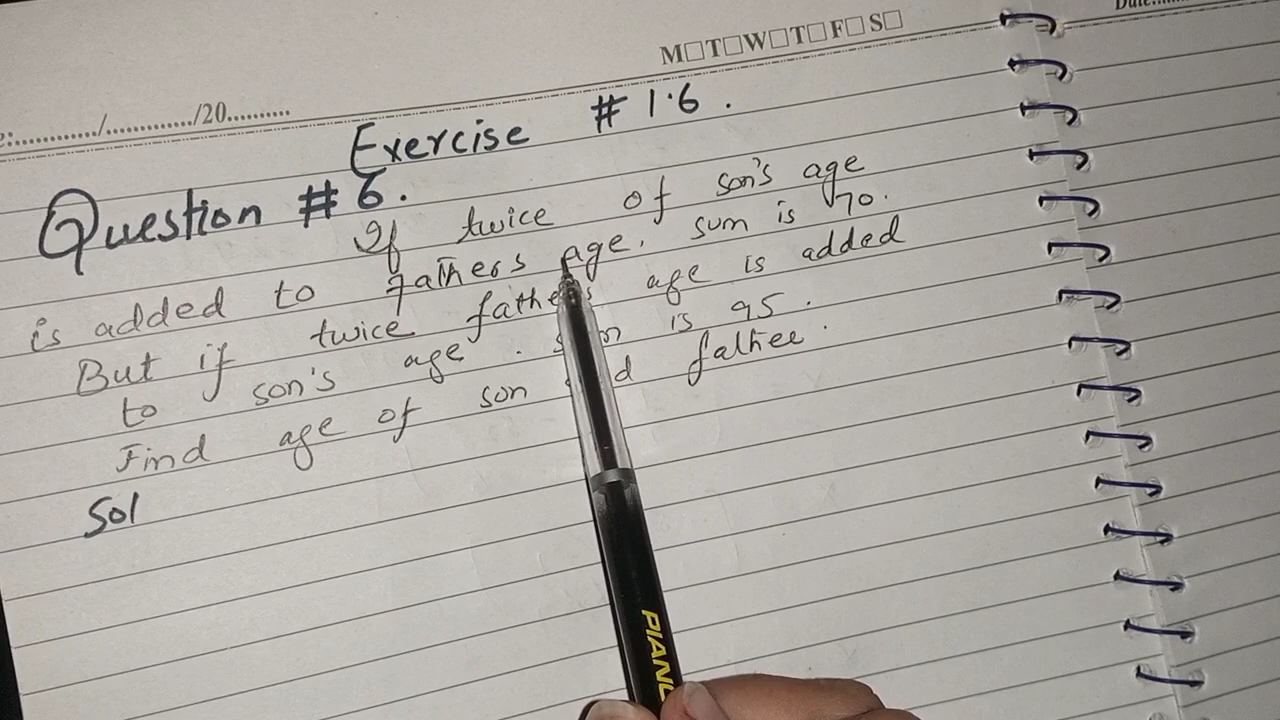 M□T□W□T□F□S□
/20
Exercise # 1.6 .
Question # 6 .
If twice of son's age
is added to fathers age. sum is 70.
But if twice father's age is added
to son's age . is 95 .
Find age of son father .
Sol
PIANO